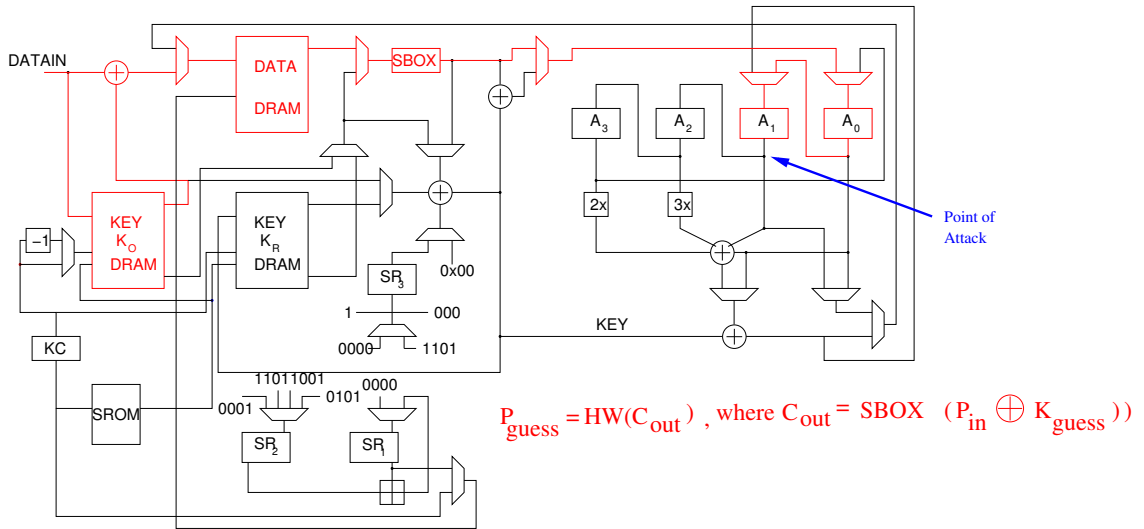 DATAIN
DATA
DRAM
SBOX
A3
A2
A1
A0
2x
3x
Point of
Attack
KEY
KO
DRAM
KEY
KR
DRAM
−1
0x00
SR3
1
000
KEY
KC
0000
1101
11011001
0000
0001
0101
SROM
SR2
SR1
Pguess = HW(Cout) , where Cout = SBOX (Pin ⊕ Kguess))